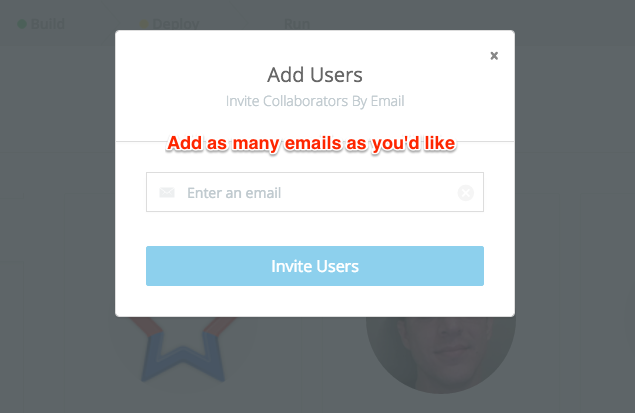 Build Deploy Run
×
Add Users
Invite Collaborators By Email
Add as many emails as you'd like
Enter an email
Invite Users